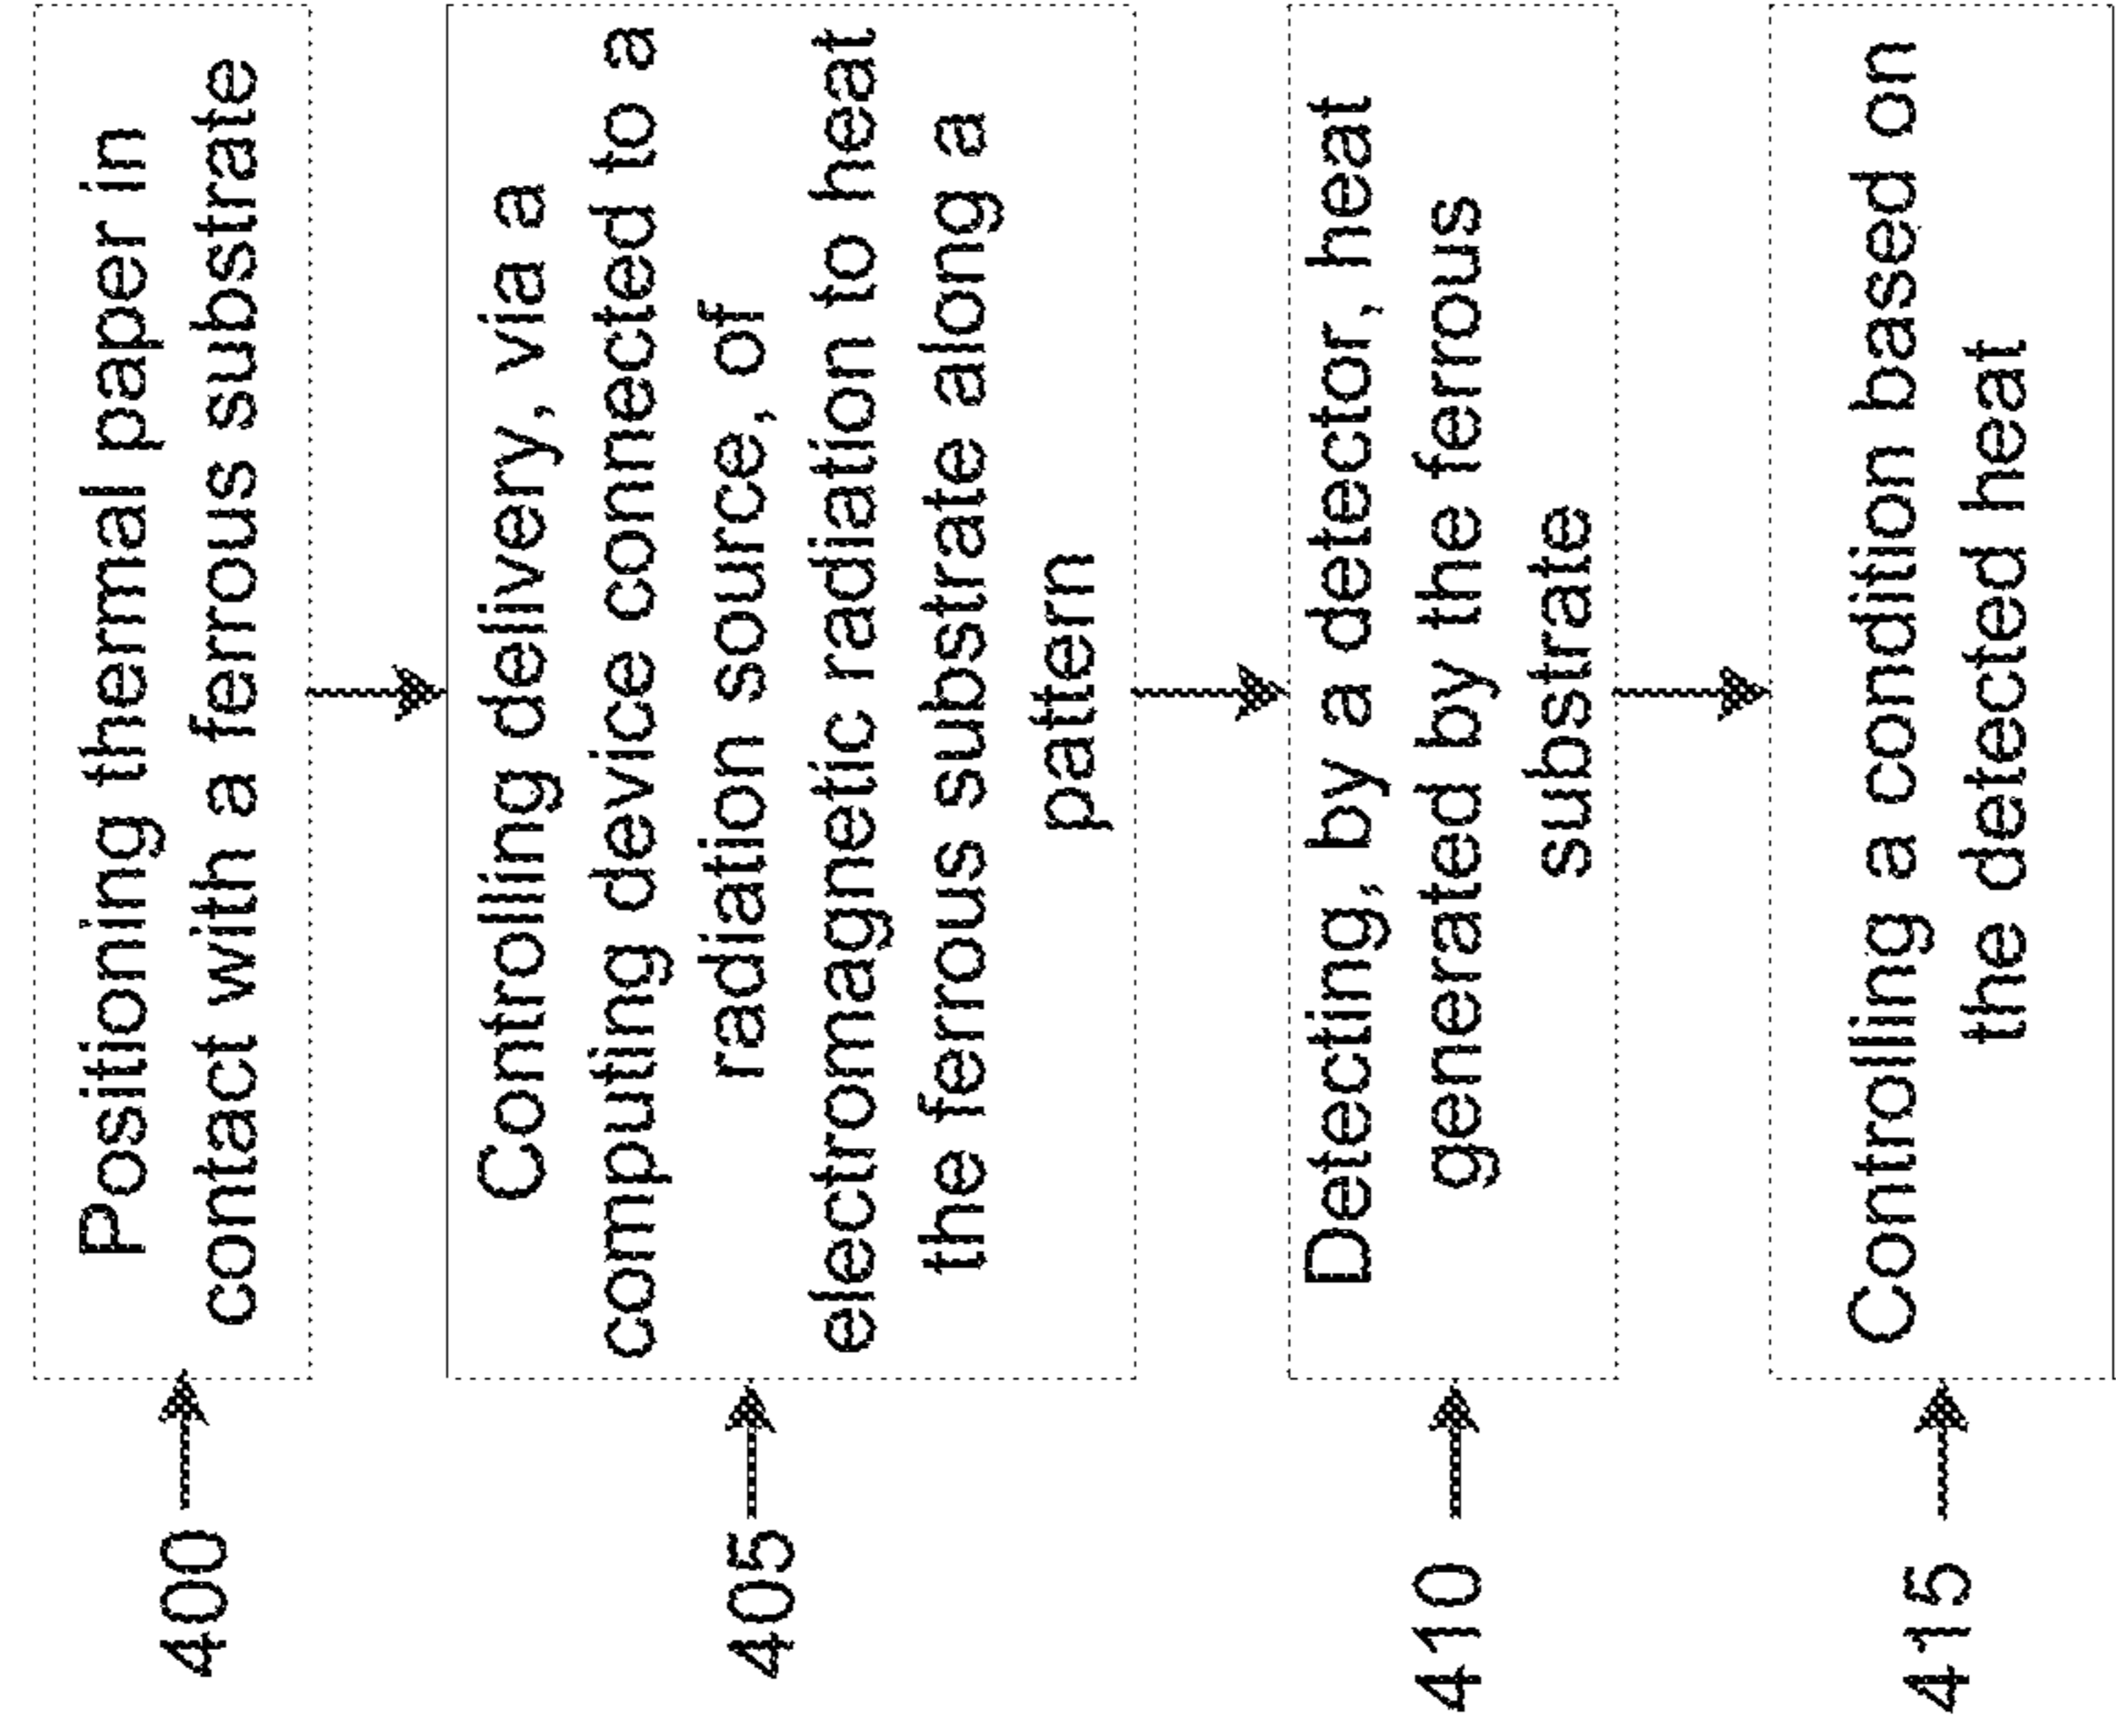 400
Positioning thermal paper in
contact with a ferrous substrate
405
Controlling delivery, via a
computing device connected to a
radiation source, of
electromagnetic radiation to heat
the ferrous substrate along a
pattern
410
Detecting, by a detector, heat
generated by the ferrous
substrate
415
Controlling a condition based on
the detected heat